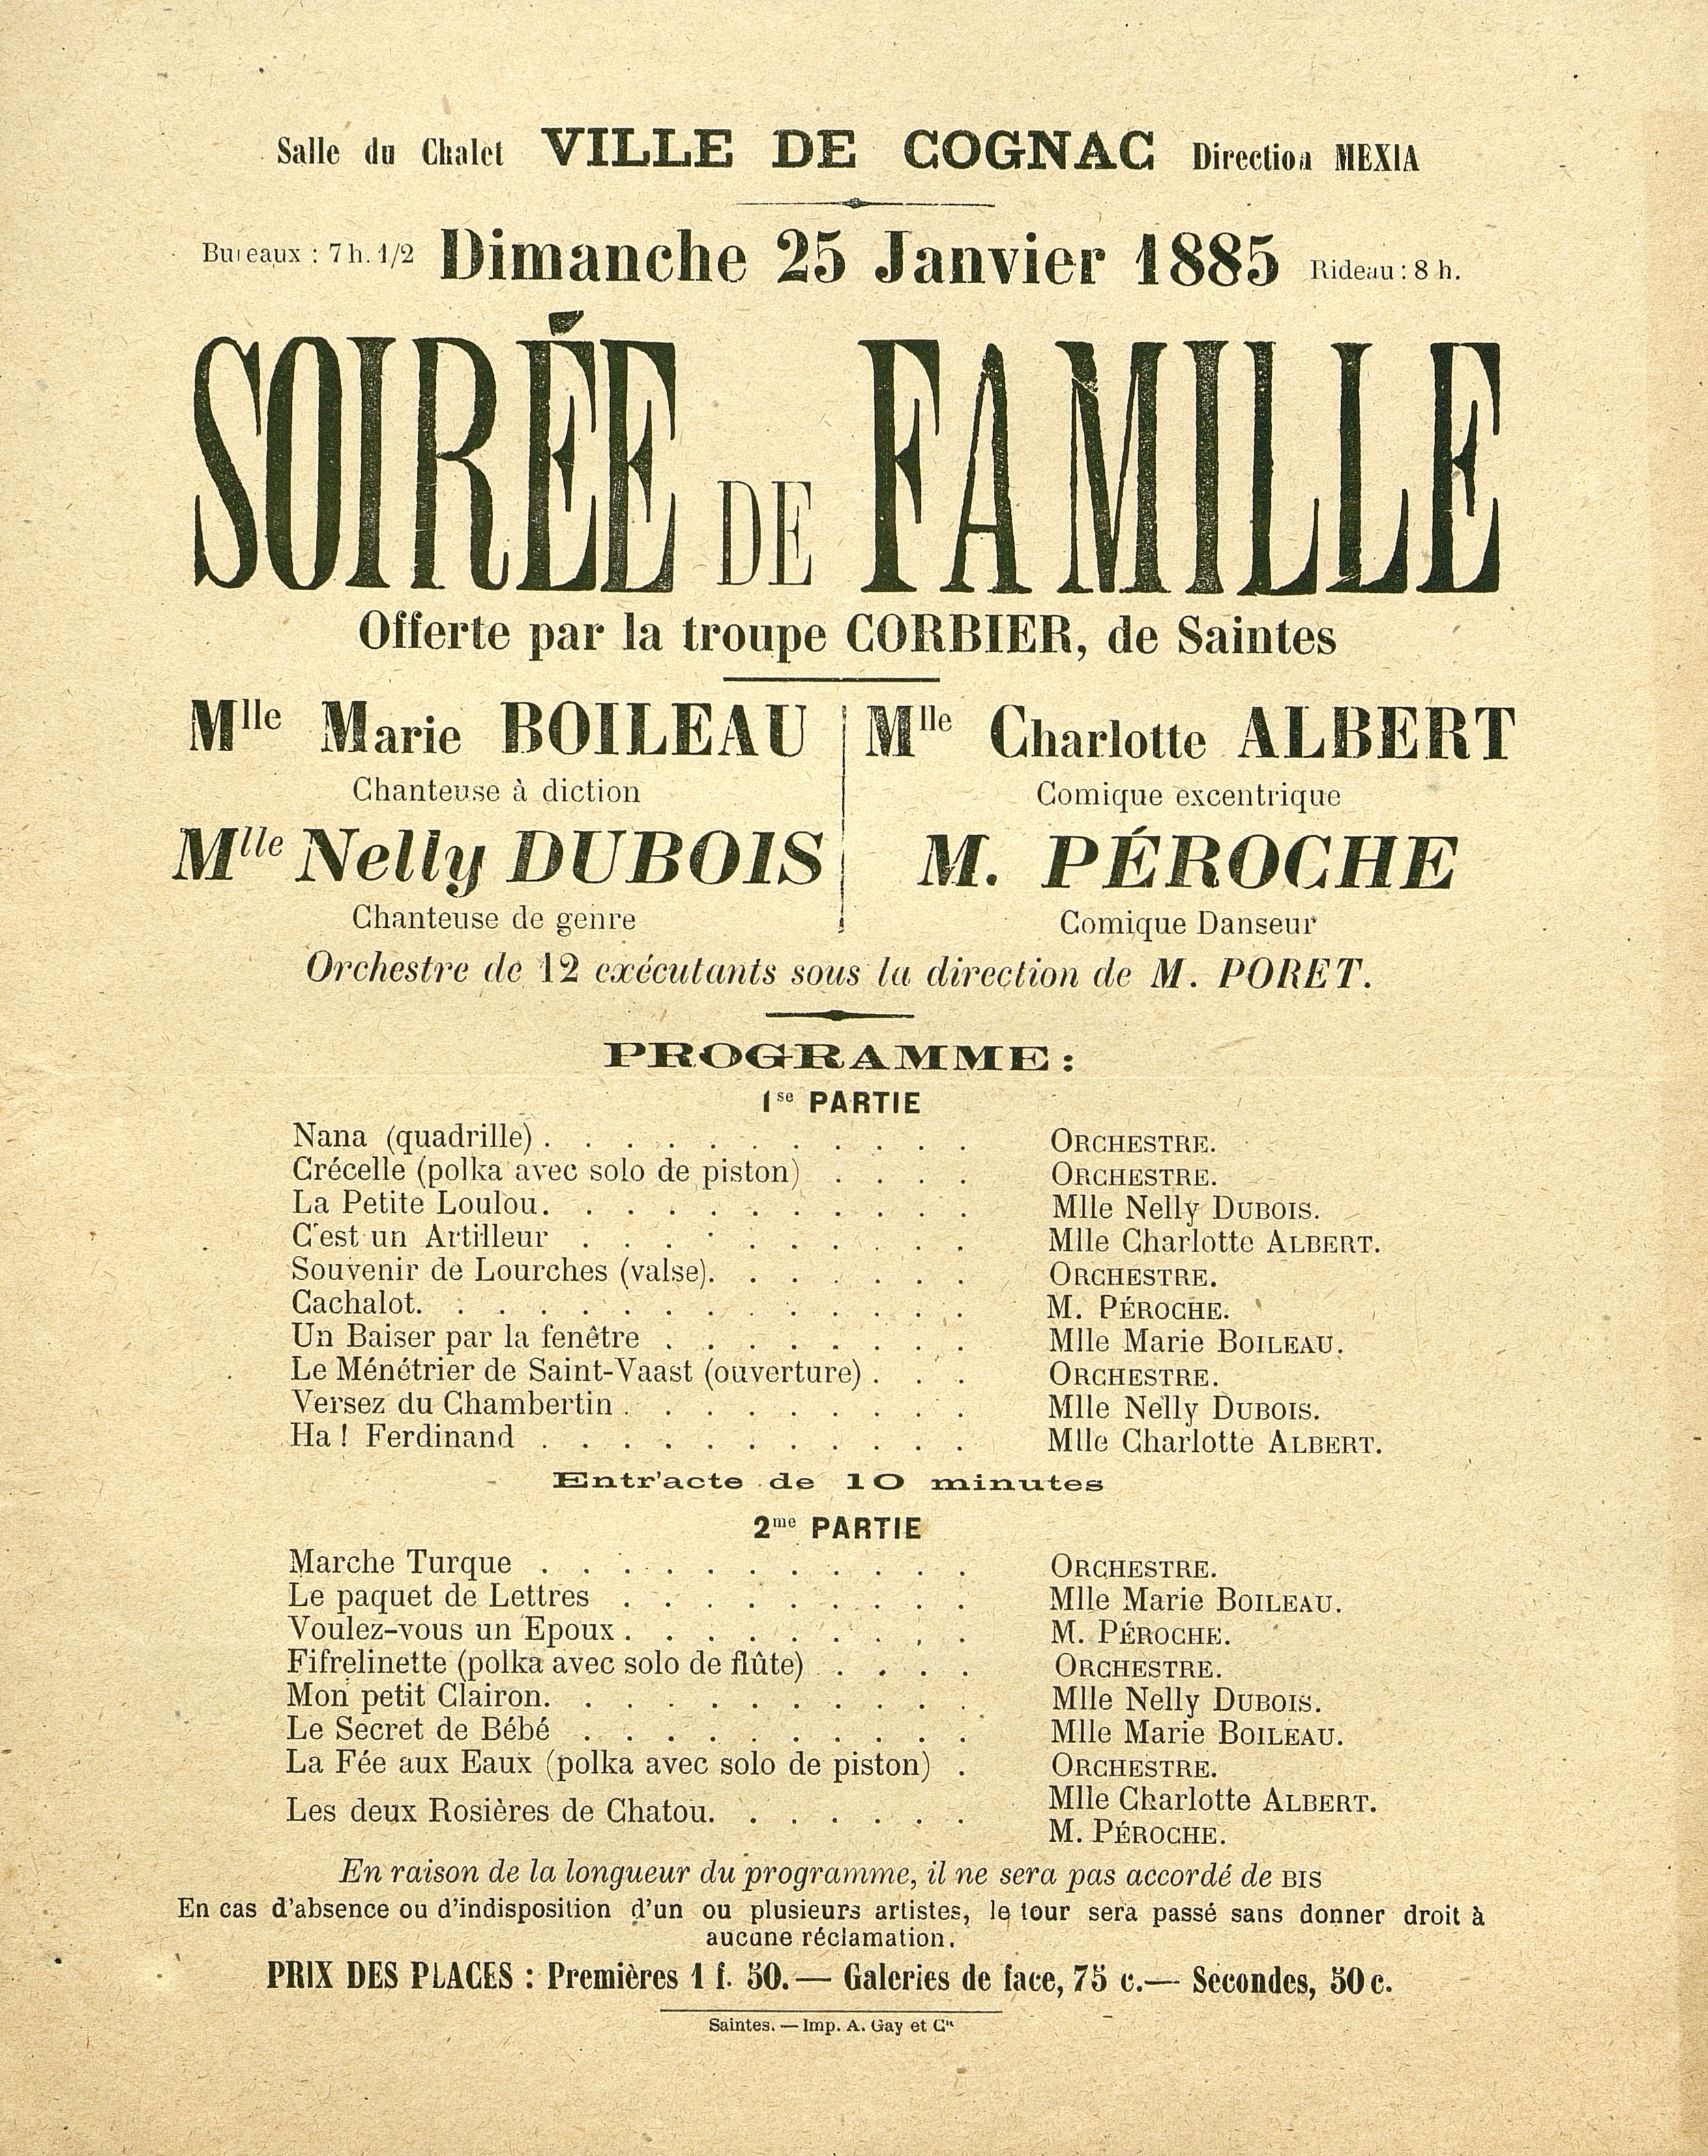 Salle du Chalet VILLE DE COGNAC Direction MEXIA
Bureaux : 7 h. 1/2 Dimanche 25 Janvier 1885 Rideau : 8 h.
SOIRÉE DE FAMILLE
Offerte par la troupe CORBIER, de Saintes
Mlle Marie BOILEAU
Chanteuse à diction
Mlle Nelly DUBOIS
Chanteuse de genre
Mlle Charlotte ALBERT
Comique excentrique
M. PÉROCHE
Comique Danseur
Orchestre de 12 exécutants sous la direction de M. PORET.
PROGRAMME :
1se PARTIE
Nana (quadrille) . . . . . . . . . . . ORCHESTRE.
Crécelle (polka avec solo de piston) . . . . ORCHESTRE.
La Petite Loulou. . . . . . . . . . . Mlle Nelly DUBOIS.
C'est un Artilleur . . . . . . . . . . Mlle Charlotte ALBERT.
Souvenir de Lourches (valse). . . . . . . ORCHESTRE.
Cachalot. . . . . . . . . . . . . . M. PÉROCHE.
Un Baiser par la fenêtre . . . . . . . . Mlle Marie BOILEAU.
Le Ménétrier de Saint-Vaast (ouverture) . . . ORCHESTRE.
Versez du Chambertin . . . . . . . . . Mlle Nelly DUBOIS.
Ha ! Ferdinand . . . . . . . . . . . Mlle Charlotte ALBERT.
Entr'acte de 10 minutes
2me PARTIE
Marche Turque . . . . . . . . . . . ORCHESTRE.
Le paquet de Lettres . . . . . . . . . Mlle Marie BOILEAU.
Voulez-vous un Epoux . . . . . . . . . M. PÉROCHE.
Fifrelinette (polka avec solo de flûte) . . . . ORCHESTRE.
Mon petit Clairon. . . . . . . . . . . Mlle Nelly DUBOIS.
Le Secret de Bébé . . . . . . . . . . Mlle Marie BOILEAU.
La Fée aux Eaux (polka avec solo de piston) . ORCHESTRE.
Les deux Rosières de Chatou. . . . . . . Mlle Charlotte ALBERT.
M. PÉROCHE.
En raison de la longueur du programme, il ne sera pas accordé de BIS
En cas d'absence ou d'indisposition d'un ou plusieurs artistes, le tour sera passé sans donner droit à
aucune réclamation.
PRIX DES PLACES : Premières 1 f. 50. — Galeries de face, 75 c. — Secondes, 50 c.
Saintes. — Imp. A. Gay et Cie